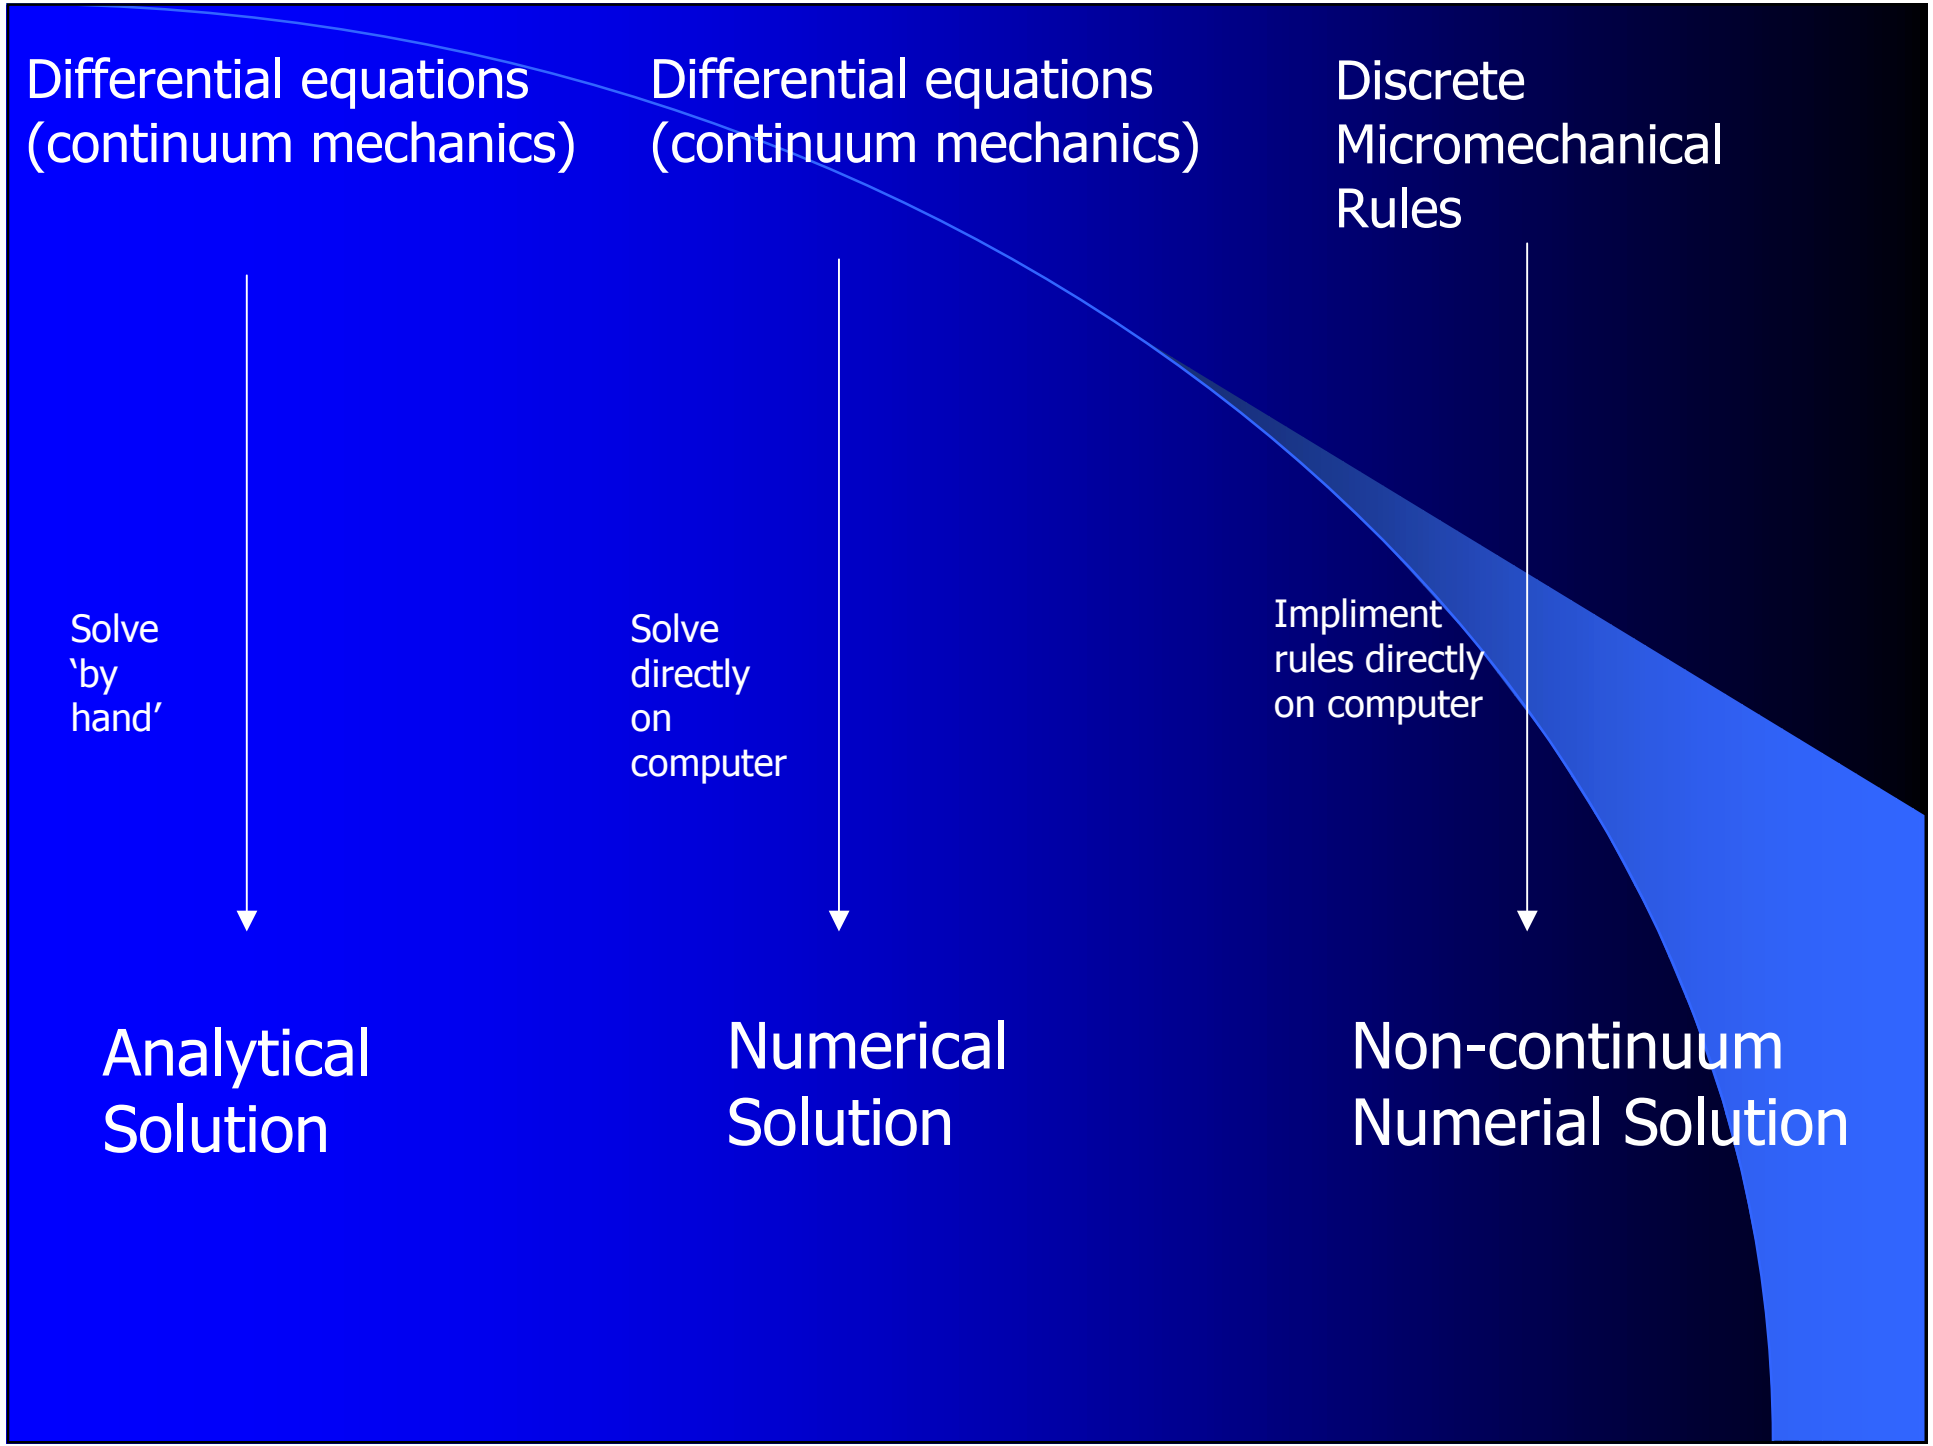 Differential equations
(continuum mechanics)
Differential equations
(continuum mechanics)
Discrete
Micromechanical
Rules
Solve
‘by
hand’
Solve
directly
on
computer
Impliment
rules directly
on computer
Analytical
Solution
Numerical
Solution
Non-continuum
Numerial Solution